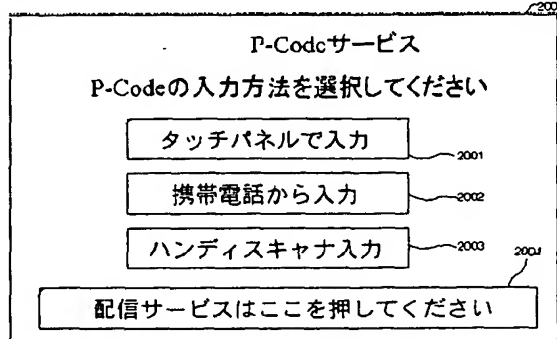 200
P-Codeサービス
P-Codeの入力方法を選択してください
タッチパネルで入力
2001
携帯電話から入力
2002
ハンディスキャナ入力
2003
2004
配信サービスはここを押してください